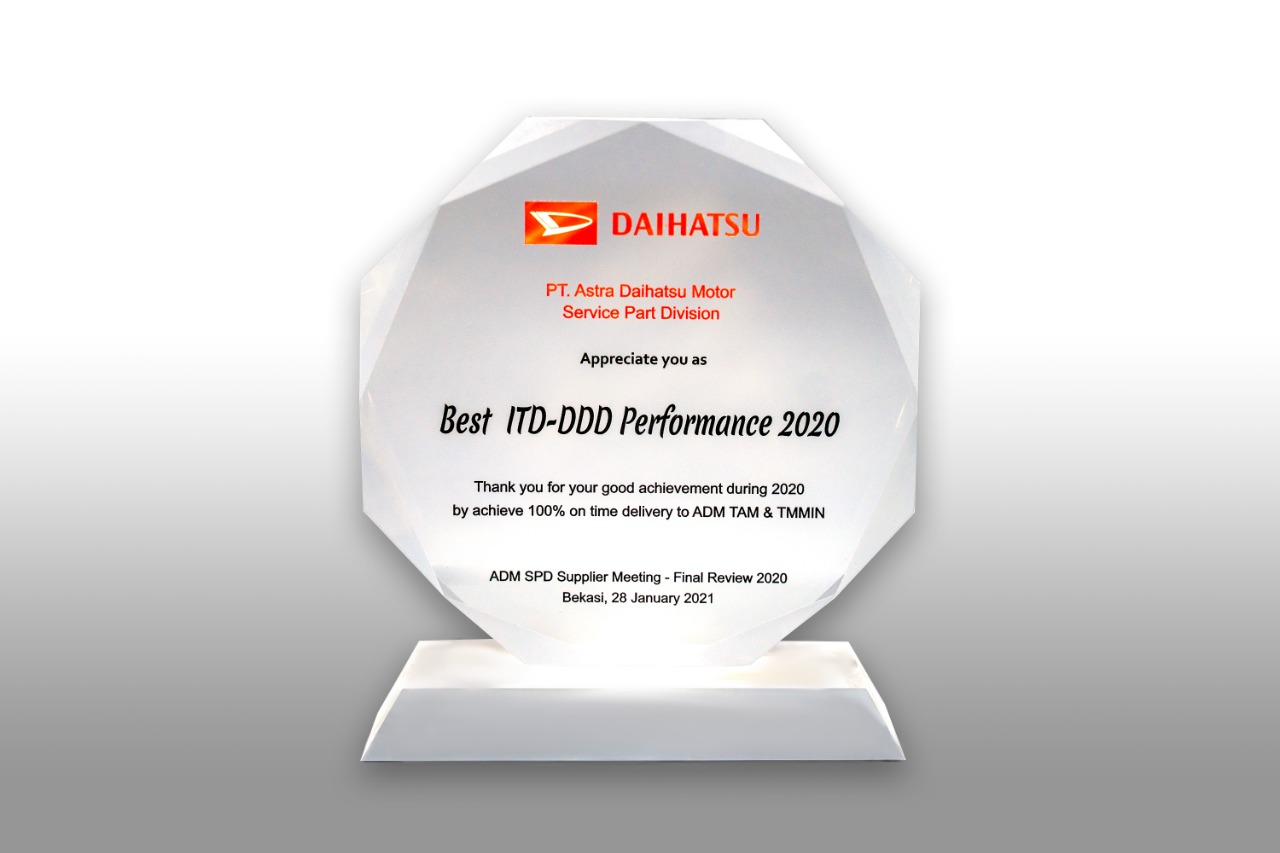 DAIHATSU
PT. Astra Daihatsu Motor
Service Part Division
Appreciate you as
Best ITD-DDD Performance 2020
Thank you for your good achievement during 2020
by achieve 100% on time delivery to ADM TAM & TMMIN
ADM SPD Supplier Meeting - Final Review 2020
Bekasi, 28 January 2021